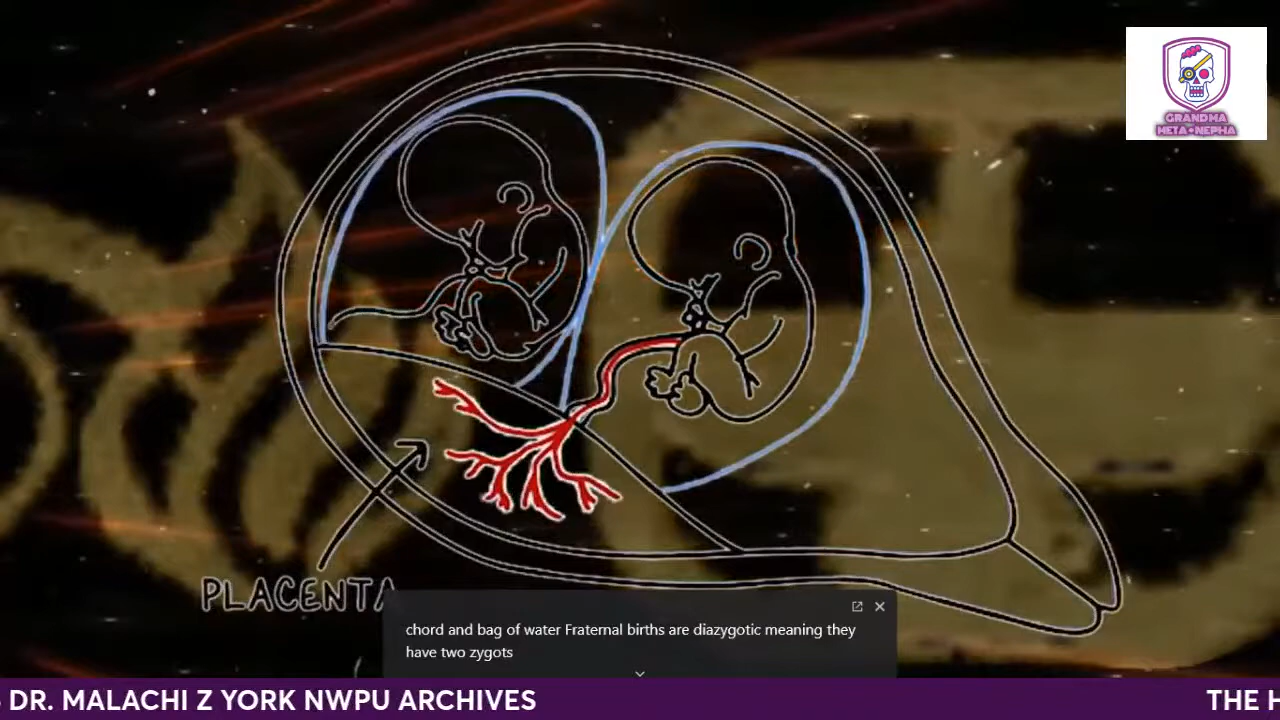 GRANDMA
META•NEPHA
PLACENTA
chord and bag of water Fraternal births are diazygotic meaning they
have two zygots
DR. MALACHI Z YORK NWPU ARCHIVES
THE H